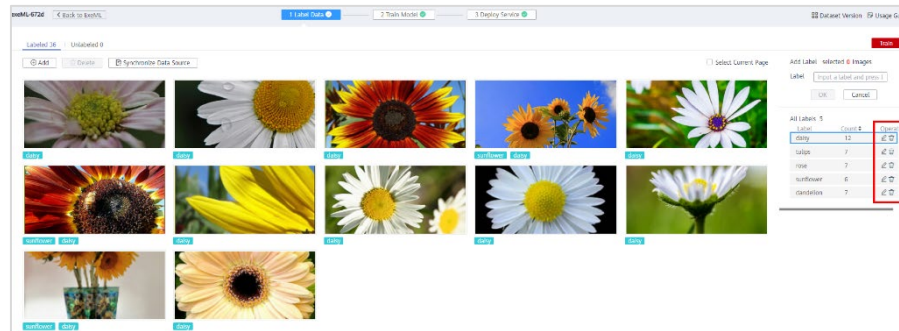 exeML-672d < Back to ExeML 1 Label Data 2 Train Model 3 Deploy Service Dataset Version Usage G
Labeled 36 Unlabeled 0 Train
Add Delete Synchronize Data Source Select Current Page Add Label selected 0 images
Label Input a label and press
OK Cancel
All Labels 5
Label Count Operat
daisy 12
tulips 7
rose 7
sunflower 6
dandelion 7
daisy daisy daisy sunflower daisy daisy
sunflower daisy daisy daisy daisy daisy
sunflower daisy daisy